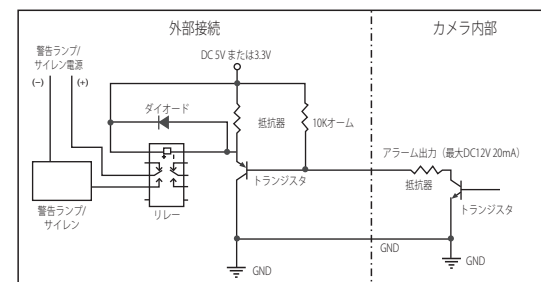 外部接続
カメラ内部
警告ランプ/
サイレン電源
(−)
(+)
DC 5V または3.3V
ダイオード
抵抗器
10Kオーム
アラーム出力（最大DC12V 20mA）
抵抗器
トランジスタ
トランジスタ
+
-
リレー
警告ランプ/
サイレン
GND
GND
GND